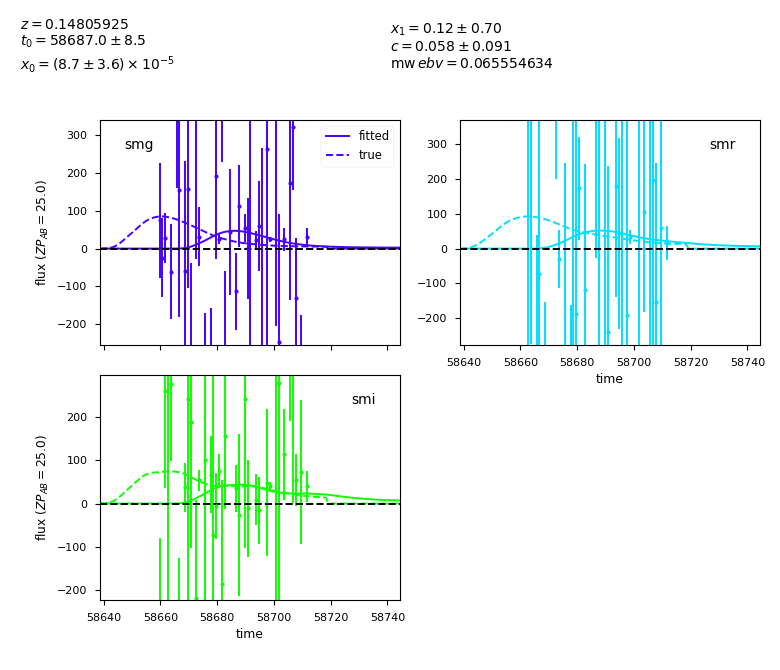 z = 0.14805925
t₀ = 58687.0 ± 8.5
x₀ = (8.7 ± 3.6) × 10⁻⁵
x₁ = 0.12 ± 0.70
c = 0.058 ± 0.091
mw ebv = 0.065554634
smg
fitted
true
300
200
100
0
−100
−200
flux (ZP_AB = 25.0)
smr
300
200
100
0
−100
−200
58640 58660 58680 58700 58720 58740
time
smi
200
100
0
−100
−200
flux (ZP_AB = 25.0)
58640 58660 58680 58700 58720 58740
time